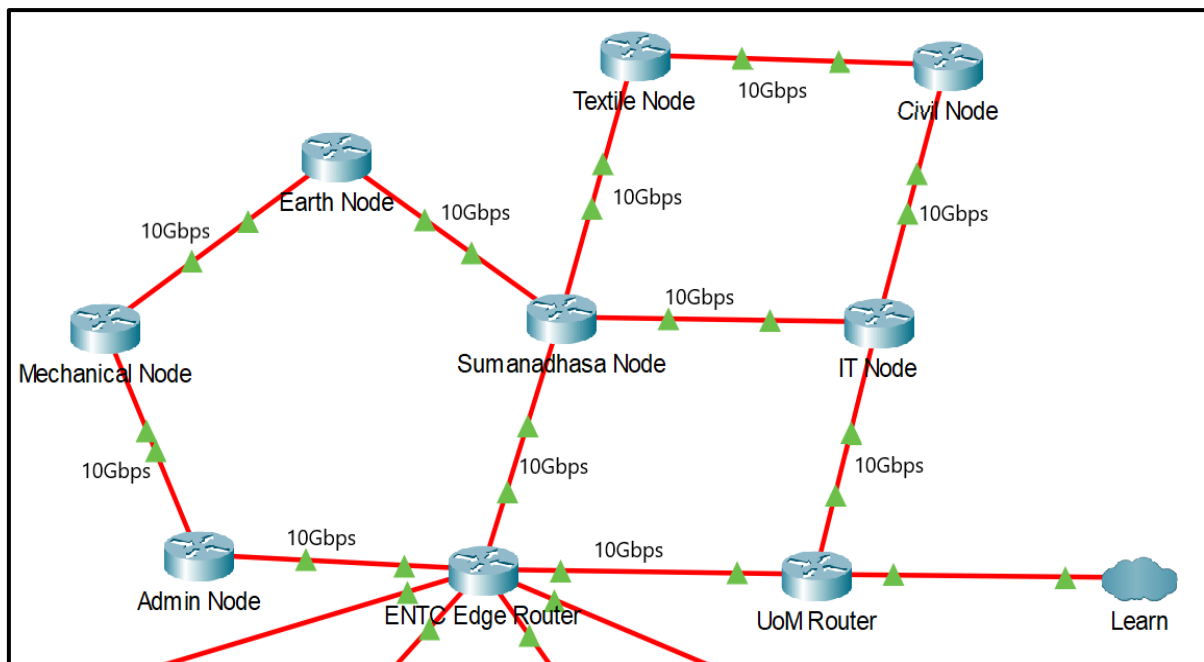 Textile Node
10Gbps
Civil Node
Earth Node
10Gbps
10Gbps
10Gbps
10Gbps
10Gbps
Mechanical Node
Sumanadhasa Node
IT Node
10Gbps
10Gbps
10Gbps
10Gbps
10Gbps
Admin Node
ENTC Edge Router
UoM Router
Learn